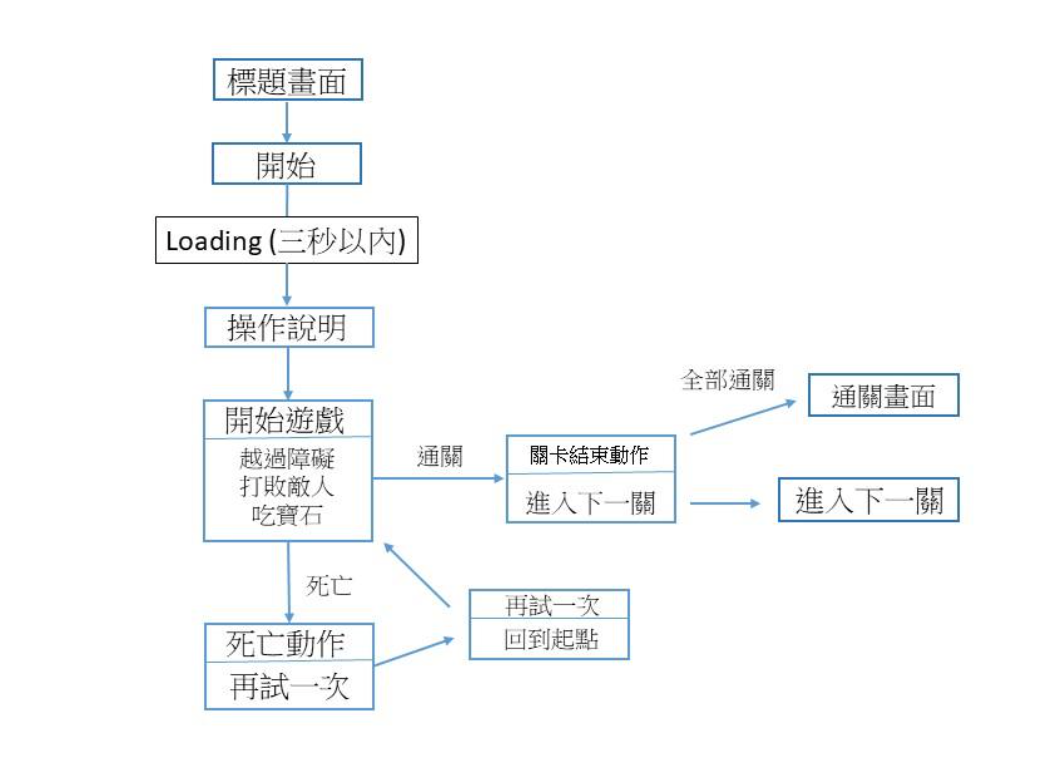 標題畫面
開始
Loading (三秒以內)
操作說明
開始遊戲
越過障礙
打敗敵人
吃寶石
通關
關卡結束動作
進入下一關
全部通關
通關畫面
進入下一關
死亡
死亡動作
再試一次
再試一次
回到起點